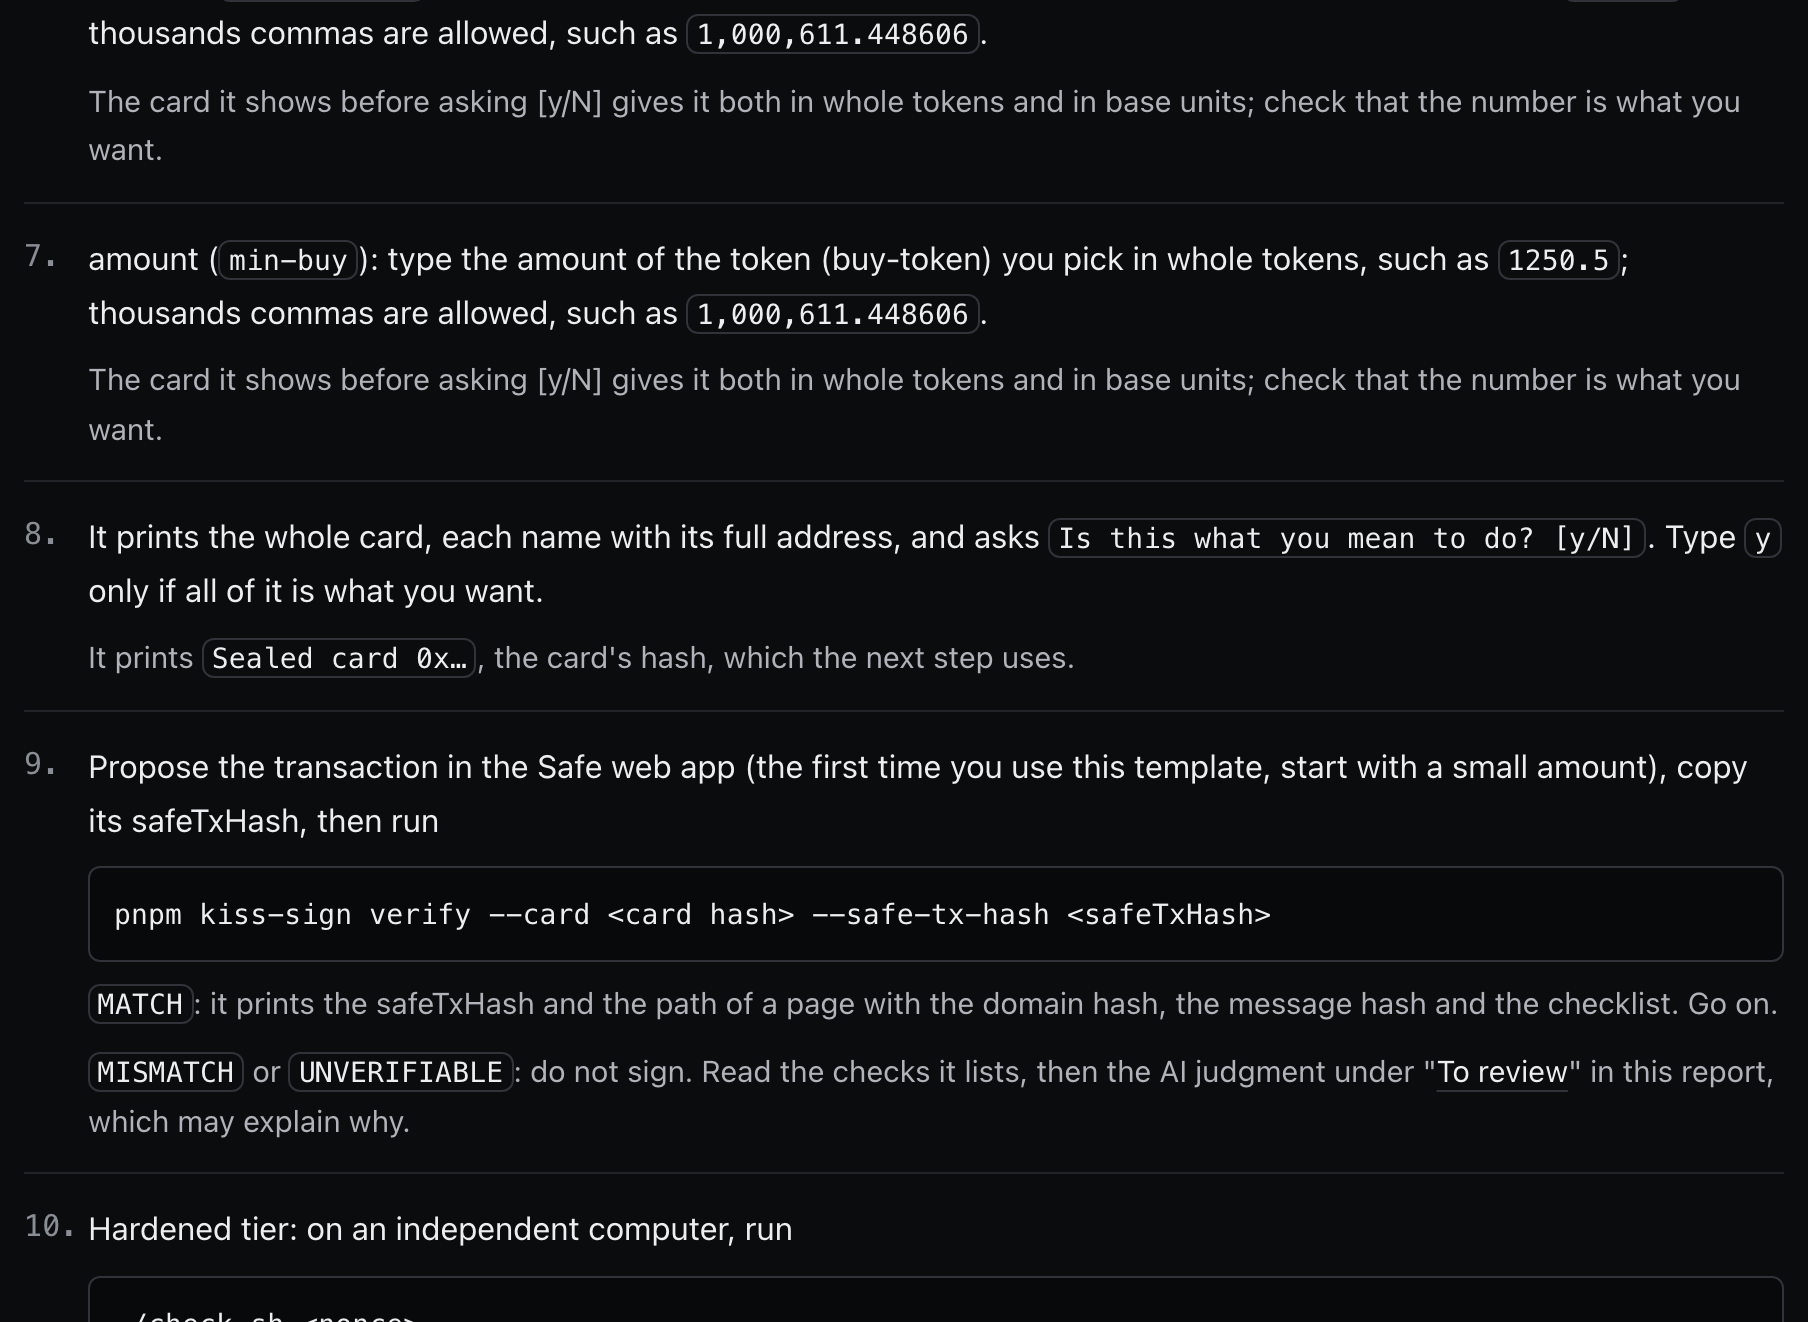 thousands commas are allowed, such as 1,000,611.448606.
The card it shows before asking [y/N] gives it both in whole tokens and in base units; check that the number is what you
want.
7. amount (min-buy): type the amount of the token (buy-token) you pick in whole tokens, such as 1250.5;
thousands commas are allowed, such as 1,000,611.448606.
The card it shows before asking [y/N] gives it both in whole tokens and in base units; check that the number is what you
want.
8. It prints the whole card, each name with its full address, and asks Is this what you mean to do? [y/N]. Type y
only if all of it is what you want.
It prints Sealed card 0x…, the card's hash, which the next step uses.
9. Propose the transaction in the Safe web app (the first time you use this template, start with a small amount), copy
its safeTxHash, then run
pnpm kiss-sign verify --card <card hash> --safe-tx-hash <safeTxHash>
MATCH: it prints the safeTxHash and the path of a page with the domain hash, the message hash and the checklist. Go on.
MISMATCH or UNVERIFIABLE: do not sign. Read the checks it lists, then the AI judgment under "To review" in this report,
which may explain why.
10. Hardened tier: on an independent computer, run